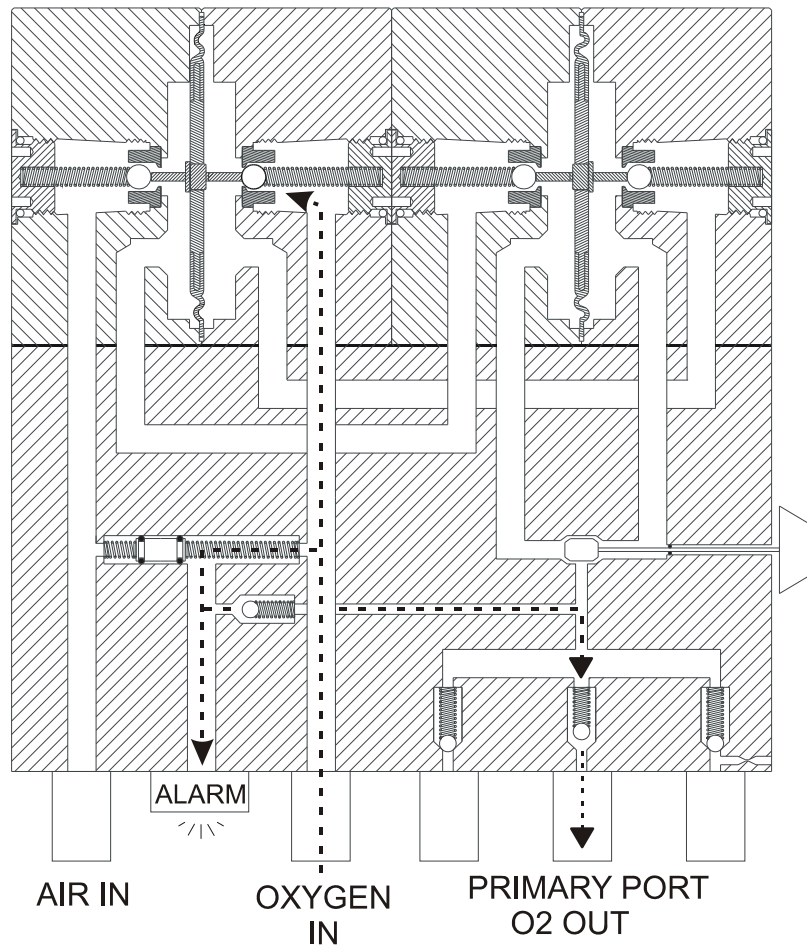 ALARM
AIR IN
OXYGEN
IN
PRIMARY PORT
O2 OUT